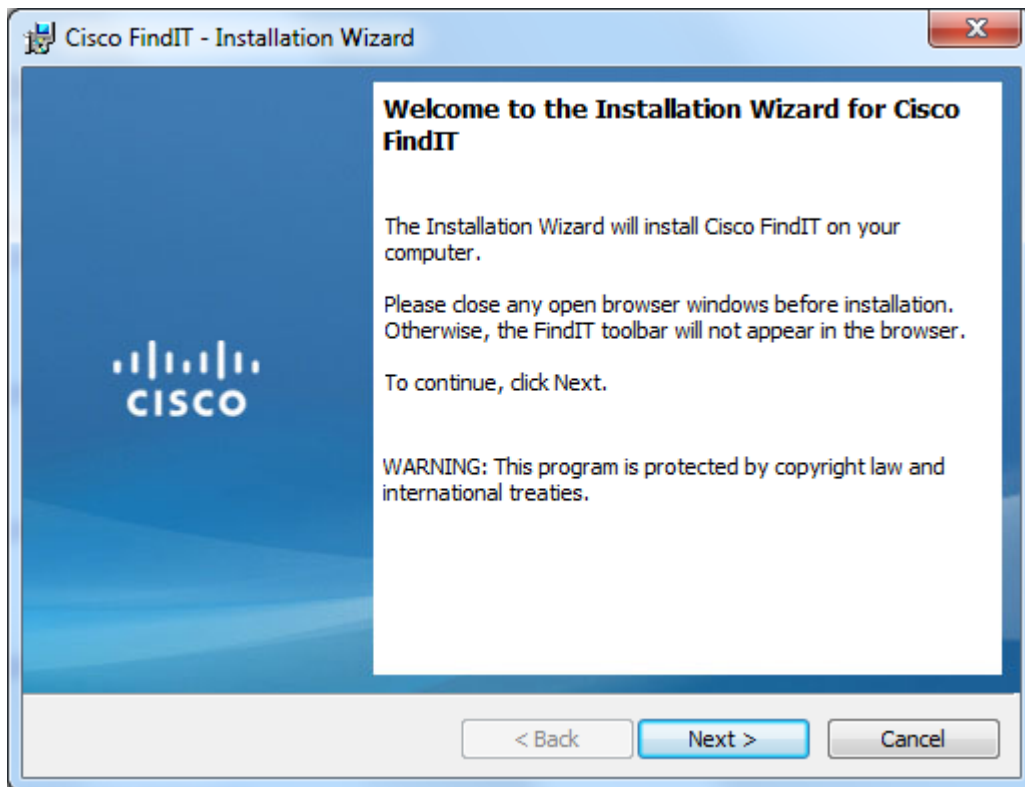 Cisco FindIT - Installation Wizard
Welcome to the Installation Wizard for Cisco
FindIT
The Installation Wizard will install Cisco FindIT on your
computer.
Please close any open browser windows before installation.
Otherwise, the FindIT toolbar will not appear in the browser.
To continue, click Next.
CISCO
WARNING: This program is protected by copyright law and
international treaties.
< Back
Next >
Cancel